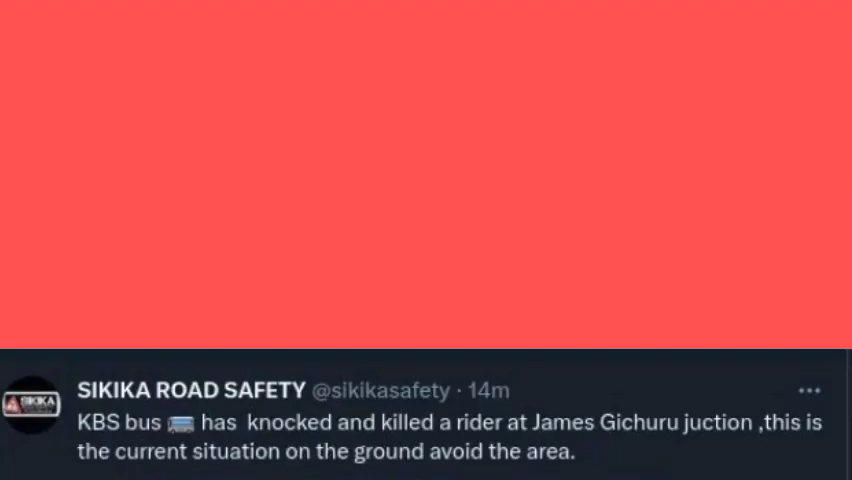 SIKIKA ROAD SAFETY @sikikasafety · 14m
KBS bus 🚌 has knocked and killed a rider at James Gichuru juction ,this is
the current situation on the ground avoid the area.
SIKIKA